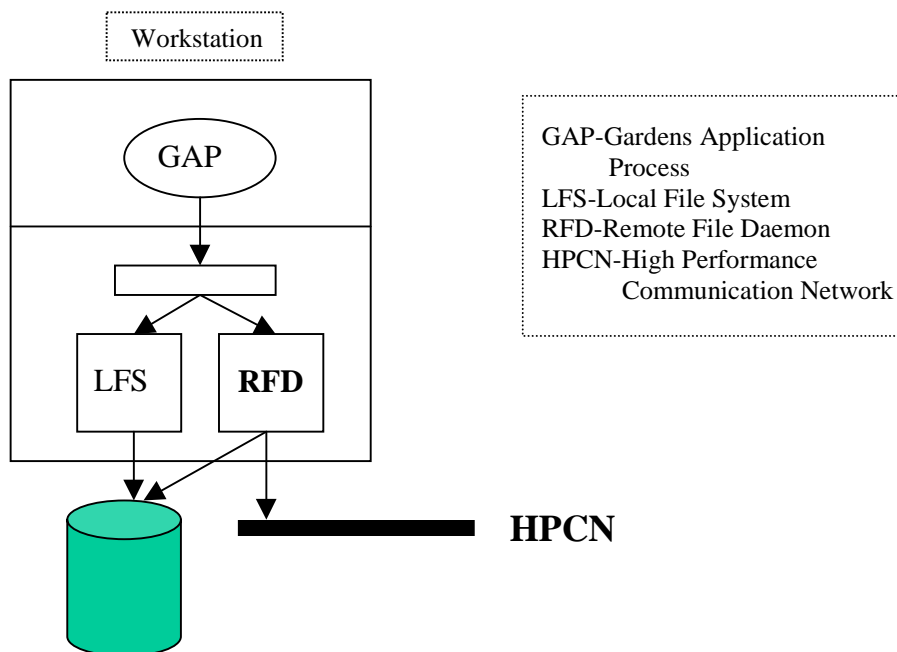 Workstation
GAP
LFS
RFD
HPCN
GAP-Gardens Application
Process
LFS-Local File System
RFD-Remote File Daemon
HPCN-High Performance
Communication Network